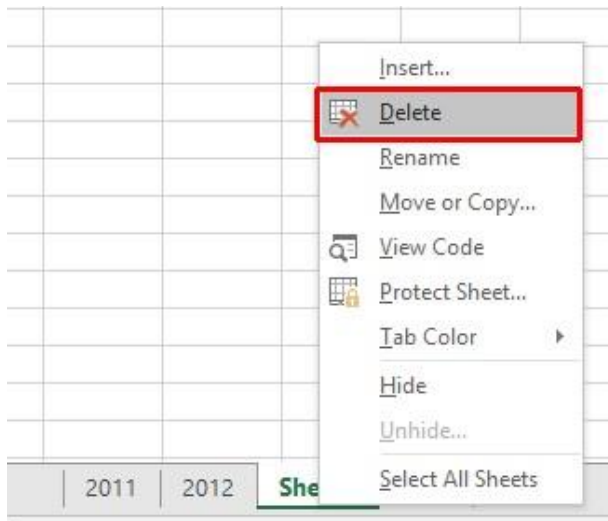 Insert...
Delete
Rename
Move or Copy...
View Code
Protect Sheet...
Tab Color
Hide
Unhide...
Select All Sheets
2011 2012 She